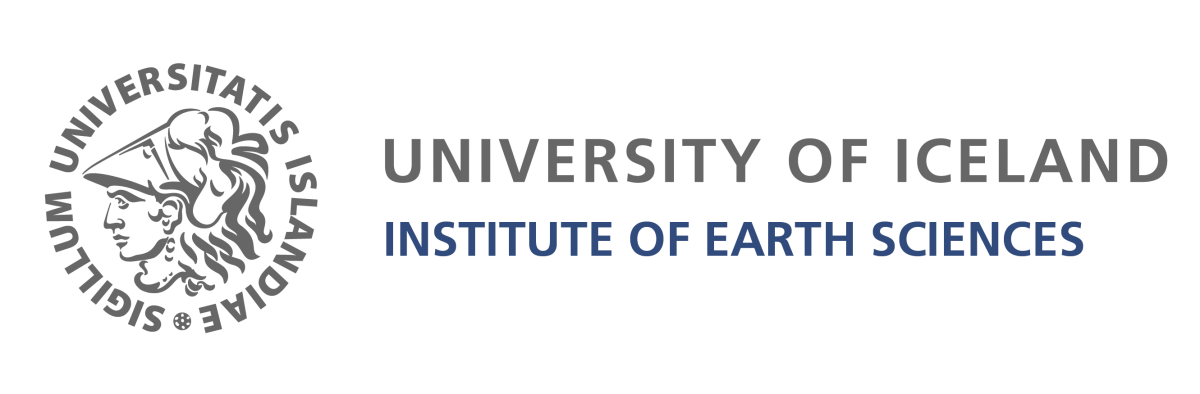 SIGILLUM UNIVERSITATIS ISLANDIAE
UNIVERSITY OF ICELAND
INSTITUTE OF EARTH SCIENCES